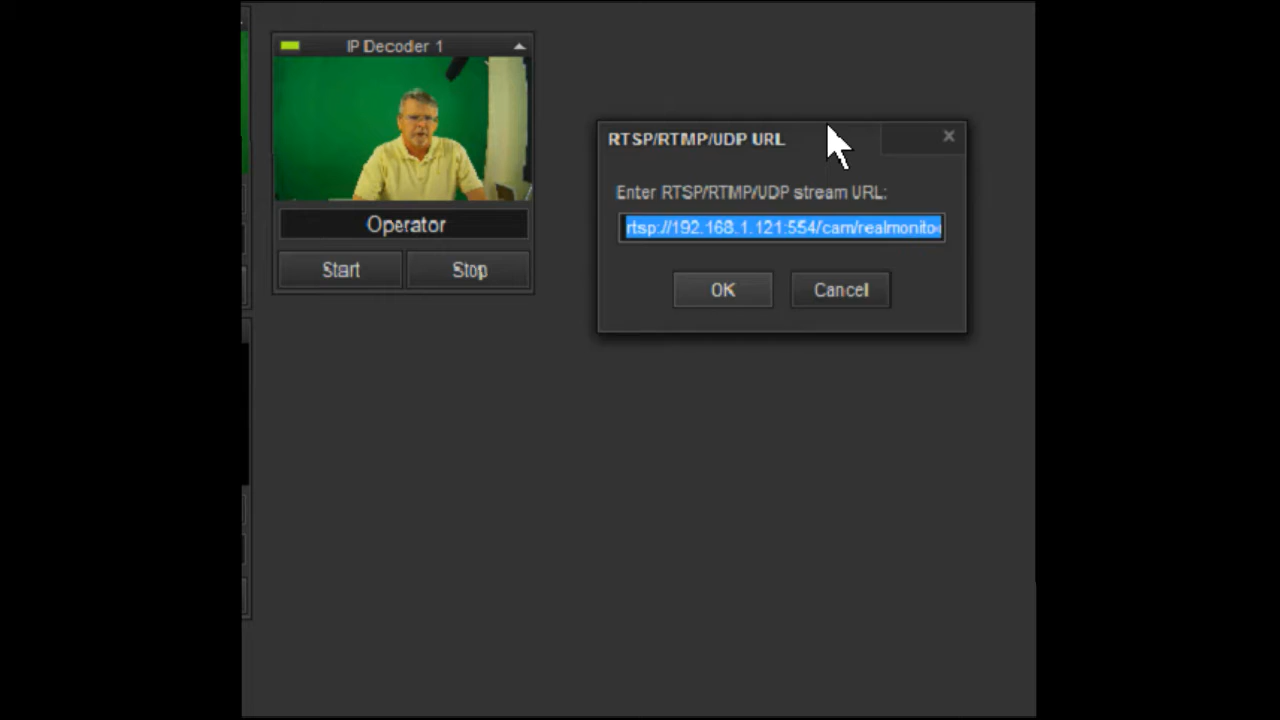 IP Decoder 1
Operator
Start
Stop
RTSP/RTMP/UDP URL
Enter RTSP/RTMP/UDP stream URL:
rtsp://192.168.1.121:554/cam/realmonito
OK
Cancel